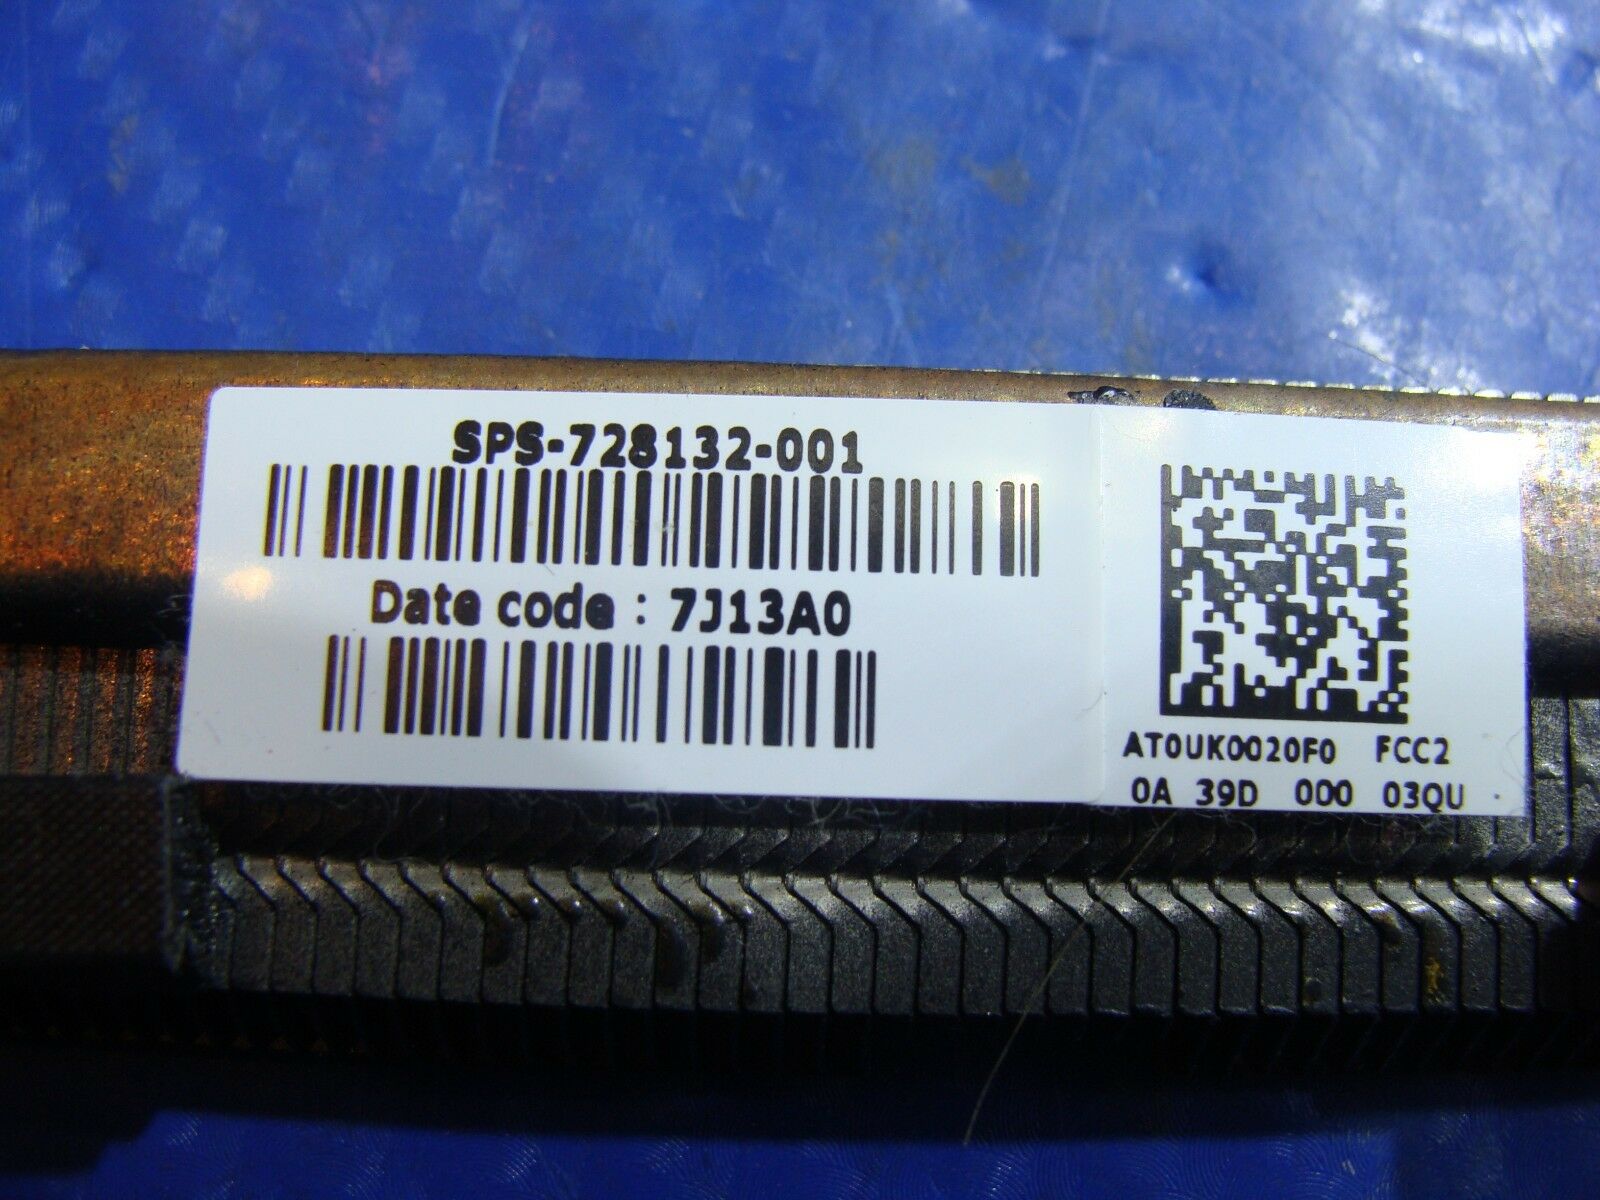 SPS-728132-001
Date code : 7J13A0
AT0UK0020F0 FCC2
0A 39D 000 03QU